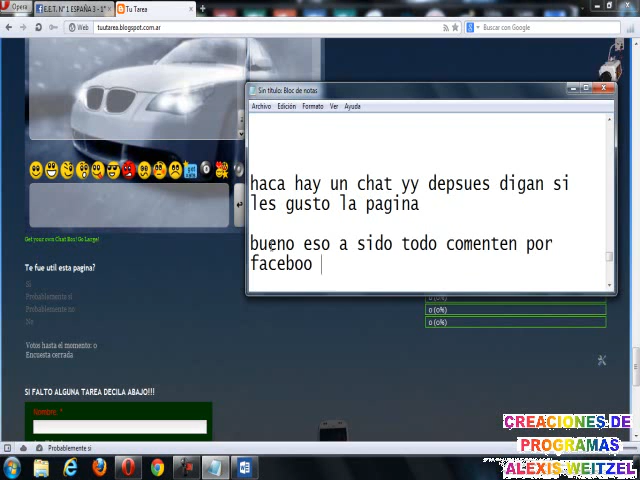 Opera
E.E.T. N° 1 ESPAÑA 3 - 1°
Tu Tarea
Web
tuutarea.blogspot.com.ar
Buscar con Google
Sin título: Bloc de notas
Archivo Edición Formato Ver Ayuda
haca hay un chat yy depsues digan si
les gusto la pagina
bueno eso a sido todo comenten por
faceboo
Get your own Chat Box! Go Large!
Te fue util esta pagina?
Si
Probablemente si
Probablemente no
No
0 (0%)
0 (0%)
0 (0%)
Votos hasta el momento: 0
Encuesta cerrada
SI FALTO ALGUNA TAREA DECILA ABAJO!!!
Nombre: *
Probablemente si
CREACIONES DE
PROGRAMAS
ALEXIS WEITZEL